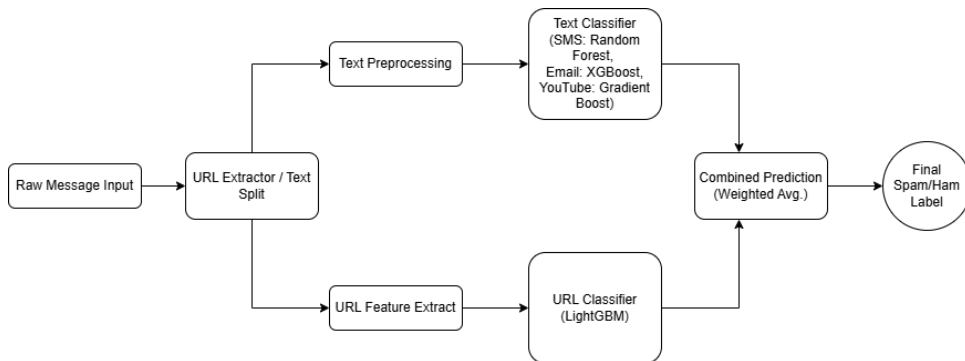 Text Classifier
(SMS: Random
Forest,
Email: XGBoost,
YouTube: Gradient
Boost)
Text Preprocessing
Raw Message Input
URL Extractor / Text
Split
Combined Prediction
(Weighted Avg.)
Final
Spam/Ham
Label
URL Feature Extract
URL Classifier
(LightGBM)